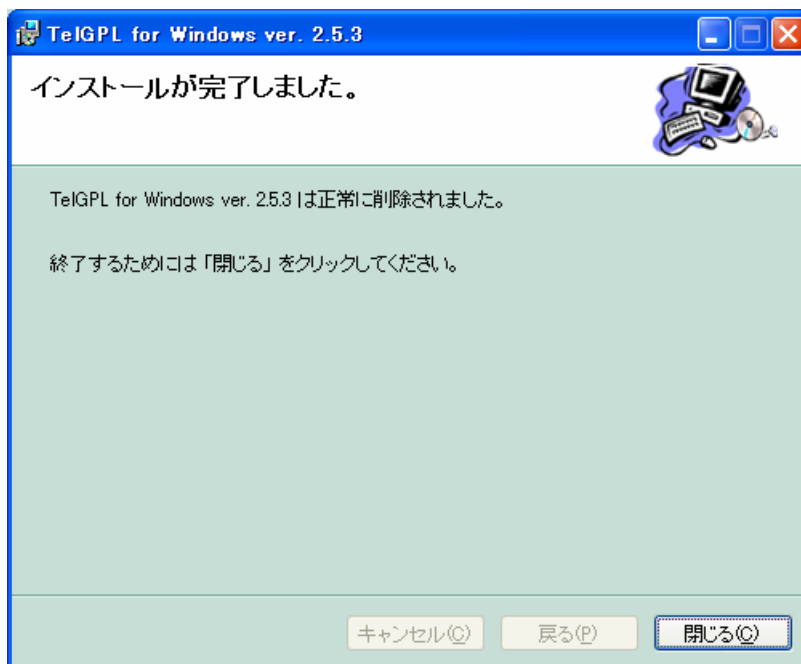 TelGPL for Windows ver. 2.5.3
インストールが完了しました。
TelGPL for Windows ver. 2.5.3 は正常に削除されました。
終了するためには「閉じる」をクリックしてください。
キャンセル(C) 戻る(P) 閉じる(C)